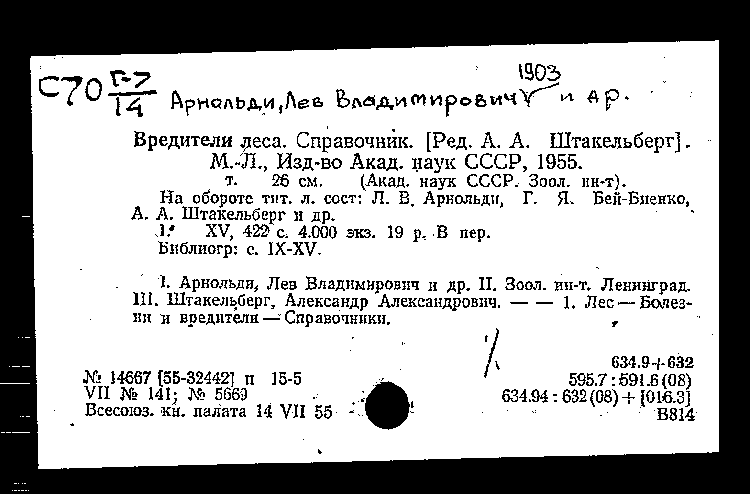 1903
С70 Г-7/14 Арнольди, Лев Владимирович и др.
Вредители леса. Справочник. [Ред. А. А. Штакельберг].
М.-Л., Изд-во Акад. наук СССР, 1955.
т. 26 см. (Акад. наук СССР. Зоол. ин-т).
На обороте тит. л. сост: Л. В. Арнольди, Г. Я. Бей-Биенко,
А. А. Штакельберг и др.
1. XV, 422 с. 4.000 экз. 19 р. В пер.
Библиогр: с. IX-XV.
I. Арнольди, Лев Владимирович и др. II. Зоол. ин-т. Ленинград.
III. Штакельберг, Александр Александрович. — — 1. Лес — Болез-
ни и вредители — Справочники.
634.9+632
№ 14667 [55-32442] п 15-5 595.7:591.6(08)
VII № 141; № 5669 634.94:632(08)+[016.3]
Всесоюз. кн. палата 14 VII 55 В814